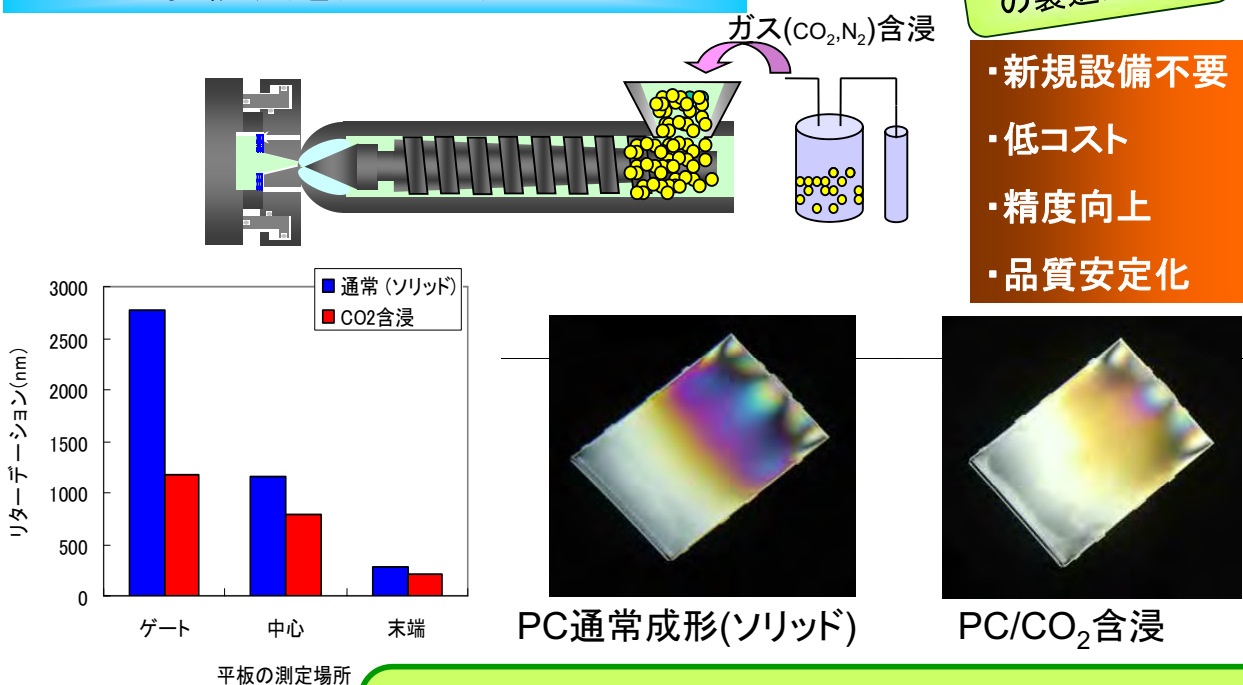 の製造
ガス(CO₂,N₂)含浸
・新規設備不要
・低コスト
・精度向上
・品質安定化
3000
2500
2000
1500
1000
500
0
リターデーション(nm)
通常 (ソリッド)
CO2含浸
ゲート 中心 末端
平板の測定場所
PC通常成形(ソリッド)
PC/CO₂含浸